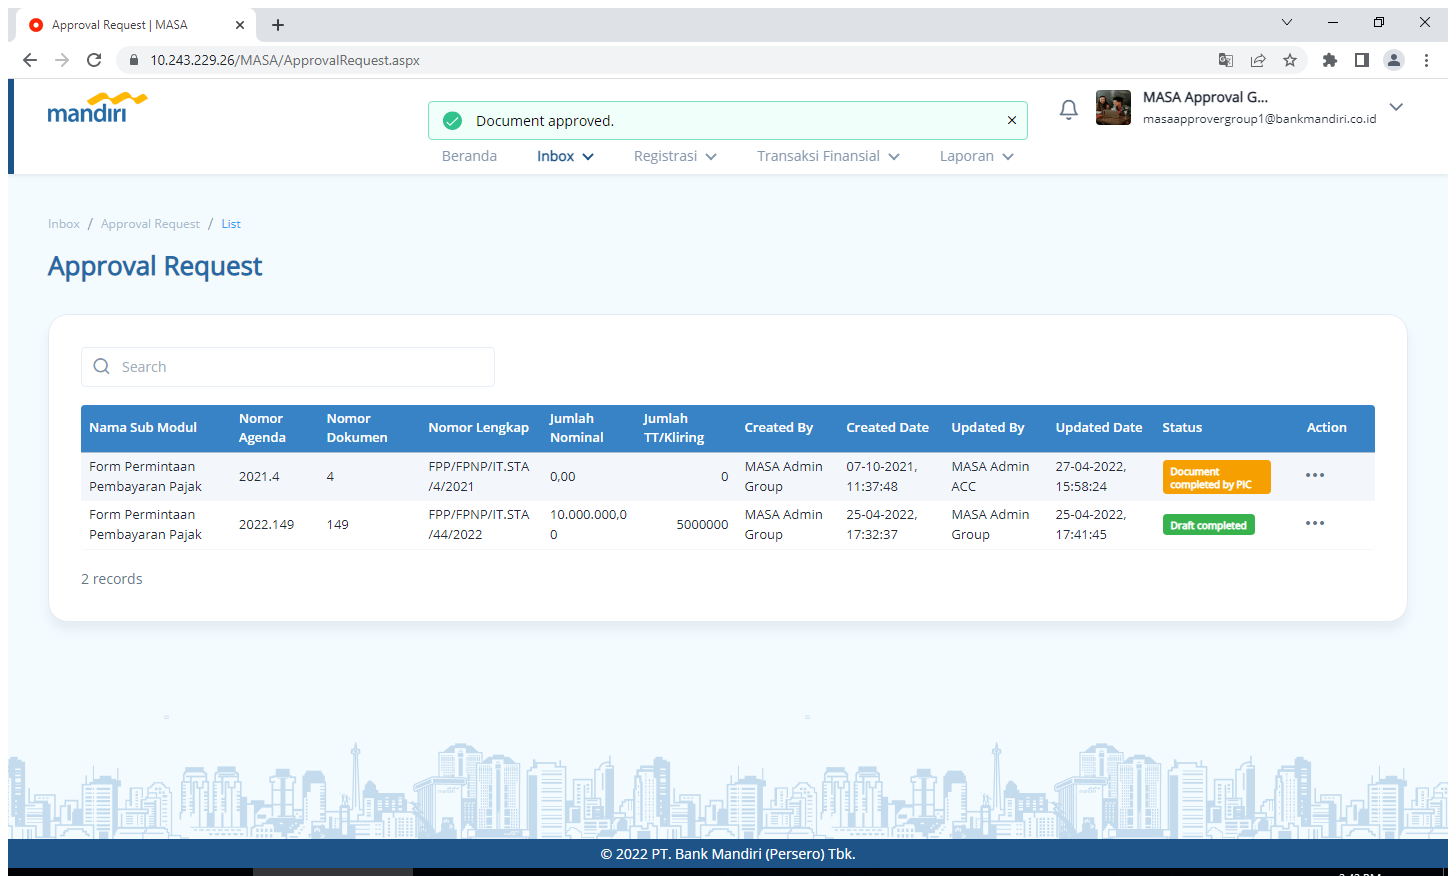 Approval Request | MASA
10.243.229.26/MASA/ApprovalRequest.aspx
mandiri
Document approved.
MASA Approval G...
masaapprovergroup1@bankmandiri.co.id
Beranda Inbox Registrasi Transaksi Finansial Laporan
Inbox / Approval Request / List
Approval Request
Search
Nama Sub Modul Nomor Agenda Nomor Dokumen Nomor Lengkap Jumlah Nominal Jumlah TT/Kliring Created By Created Date Updated By Updated Date Status Action
Form Permintaan Pembayaran Pajak 2021.4 4 FPP/FPNP/IT.STA/4/2021 0,00 0 MASA Admin Group 07-10-2021, 11:37:48 MASA Admin ACC 27-04-2022, 15:58:24 Document completed by PIC
Form Permintaan Pembayaran Pajak 2022.149 149 FPP/FPNP/IT.STA/44/2022 10.000.000,00 5000000 MASA Admin Group 25-04-2022, 17:32:37 MASA Admin Group 25-04-2022, 17:41:45 Draft completed
2 records
© 2022 PT. Bank Mandiri (Persero) Tbk.